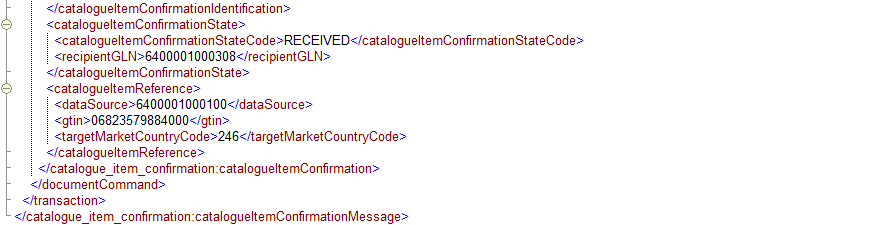 </catalogueItemConfirmationIdentification>
<catalogueItemConfirmationState>
<catalogueItemConfirmationStateCode>RECEIVED</catalogueItemConfirmationStateCode>
<recipientGLN>6400001000308</recipientGLN>
</catalogueItemConfirmationState>
<catalogueItemReference>
<dataSource>6400001000100</dataSource>
<gtin>06823579884000</gtin>
<targetMarketCountryCode>246</targetMarketCountryCode>
</catalogueItemReference>
</catalogue_item_confirmation:catalogueItemConfirmation>
</documentCommand>
</transaction>
</catalogue_item_confirmation:catalogueItemConfirmationMessage>